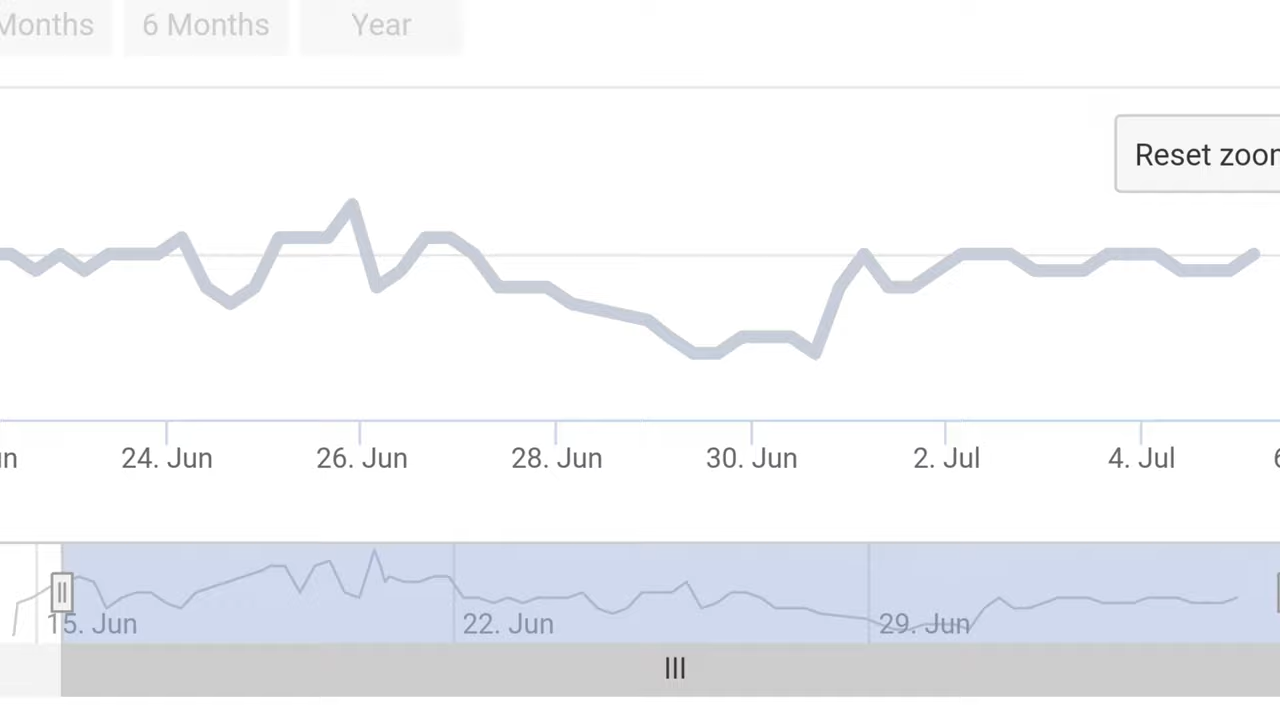 Months 6 Months Year
Reset zoom
24. Jun 26. Jun 28. Jun 30. Jun 2. Jul 4. Jul
15. Jun 22. Jun 29. Jun